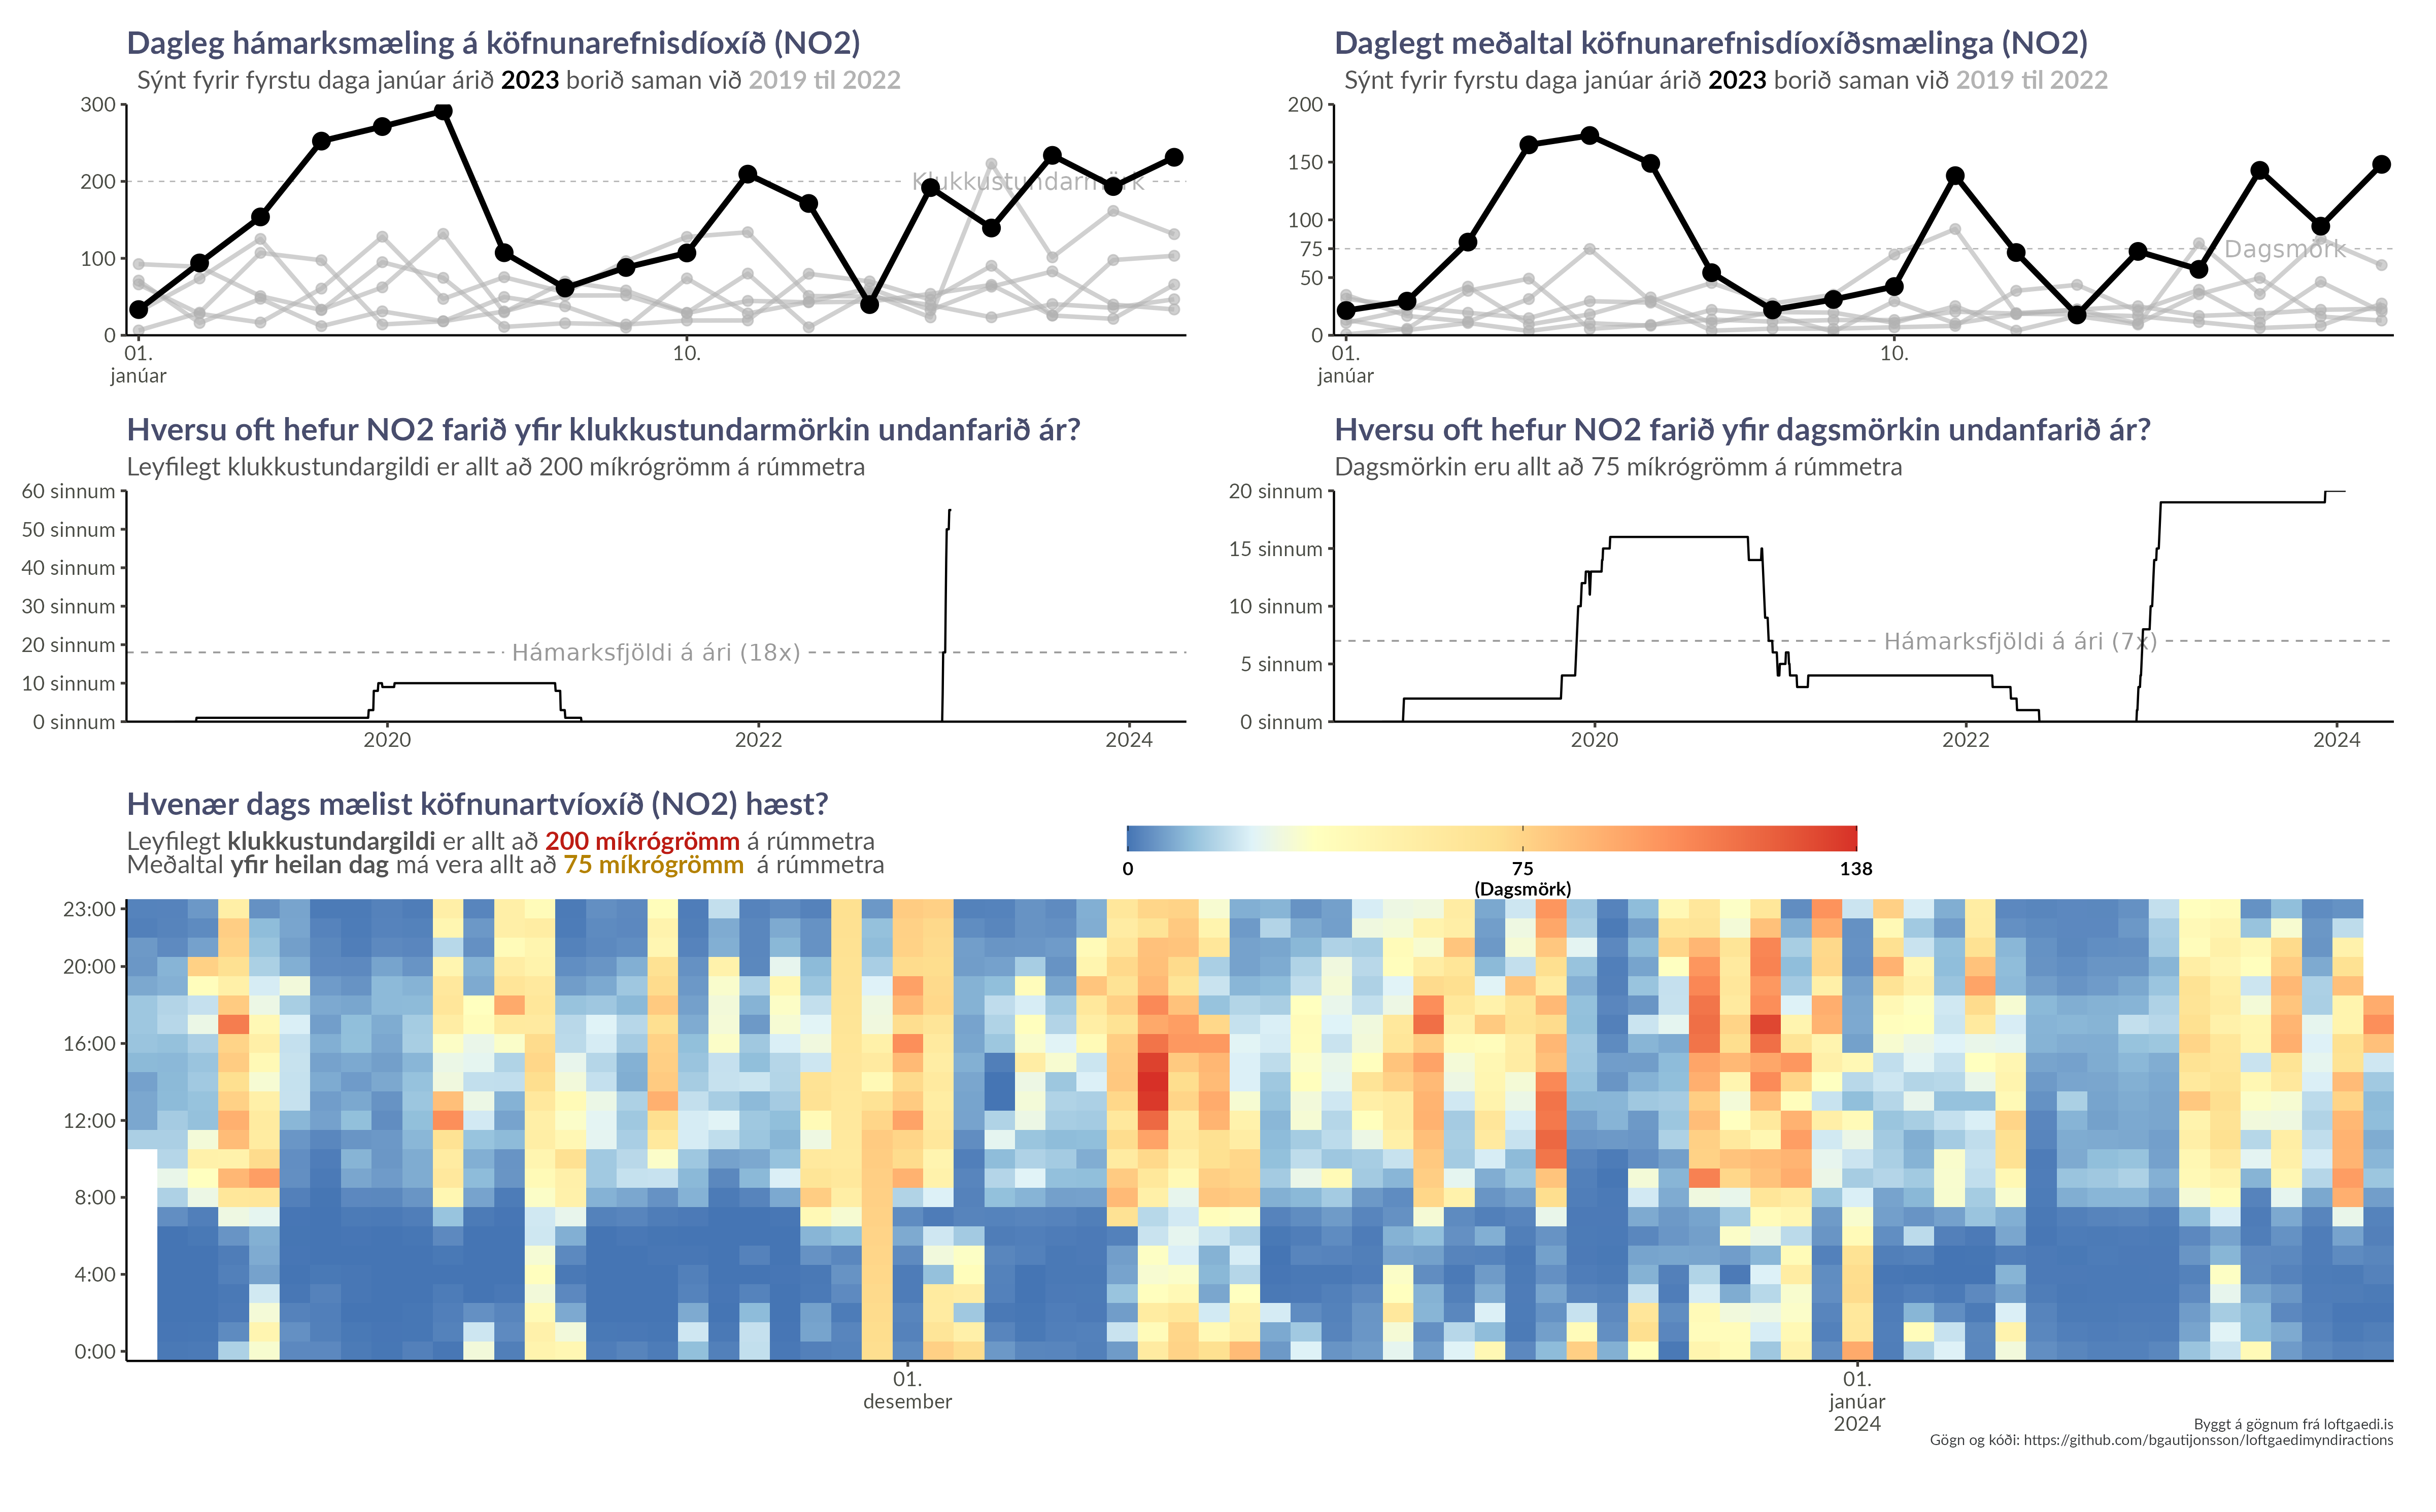 Dagleg hámarksmæling á köfnunarefnisdíoxíð (NO2)
Sýnt fyrir fyrstu daga janúar árið 2023 borið saman við 2019 til 2022
300
200
100
0
Klukkustundarmörk
01.
janúar
10.
Daglegt meðaltal köfnunarefnisdíoxíðsmælinga (NO2)
Sýnt fyrir fyrstu daga janúar árið 2023 borið saman við 2019 til 2022
200
150
100
75
50
0
Dagsmörk
01.
janúar
10.
Hversu oft hefur NO2 farið yfir klukkustundarmörkin undanfarið ár?
Leyfilegt klukkustundargildi er allt að 200 míkrógrömm á rúmmetra
60 sinnum
50 sinnum
40 sinnum
30 sinnum
20 sinnum
10 sinnum
0 sinnum
Hámarksfjöldi á ári (18x)
2020
2022
2024
Hversu oft hefur NO2 farið yfir dagsmörkin undanfarið ár?
Dagsmörkin eru allt að 75 míkrógrömm á rúmmetra
20 sinnum
15 sinnum
10 sinnum
5 sinnum
0 sinnum
Hámarksfjöldi á ári (7x)
2020
2022
2024
Hvenær dags mælist köfnunartvíoxíð (NO2) hæst?
Leyfilegt klukkustundargildi er allt að 200 míkrógrömm á rúmmetra
Meðaltal yfir heilan dag má vera allt að 75 míkrógrömm á rúmmetra
0
75
(Dagsmörk)
138
23:00
20:00
16:00
12:00
8:00
4:00
0:00
01.
desember
01.
janúar
2024
Byggt á gögnum frá loftgaedi.is
Gögn og kóði: https://github.com/bgautijonsson/loftgaedimyndiractions